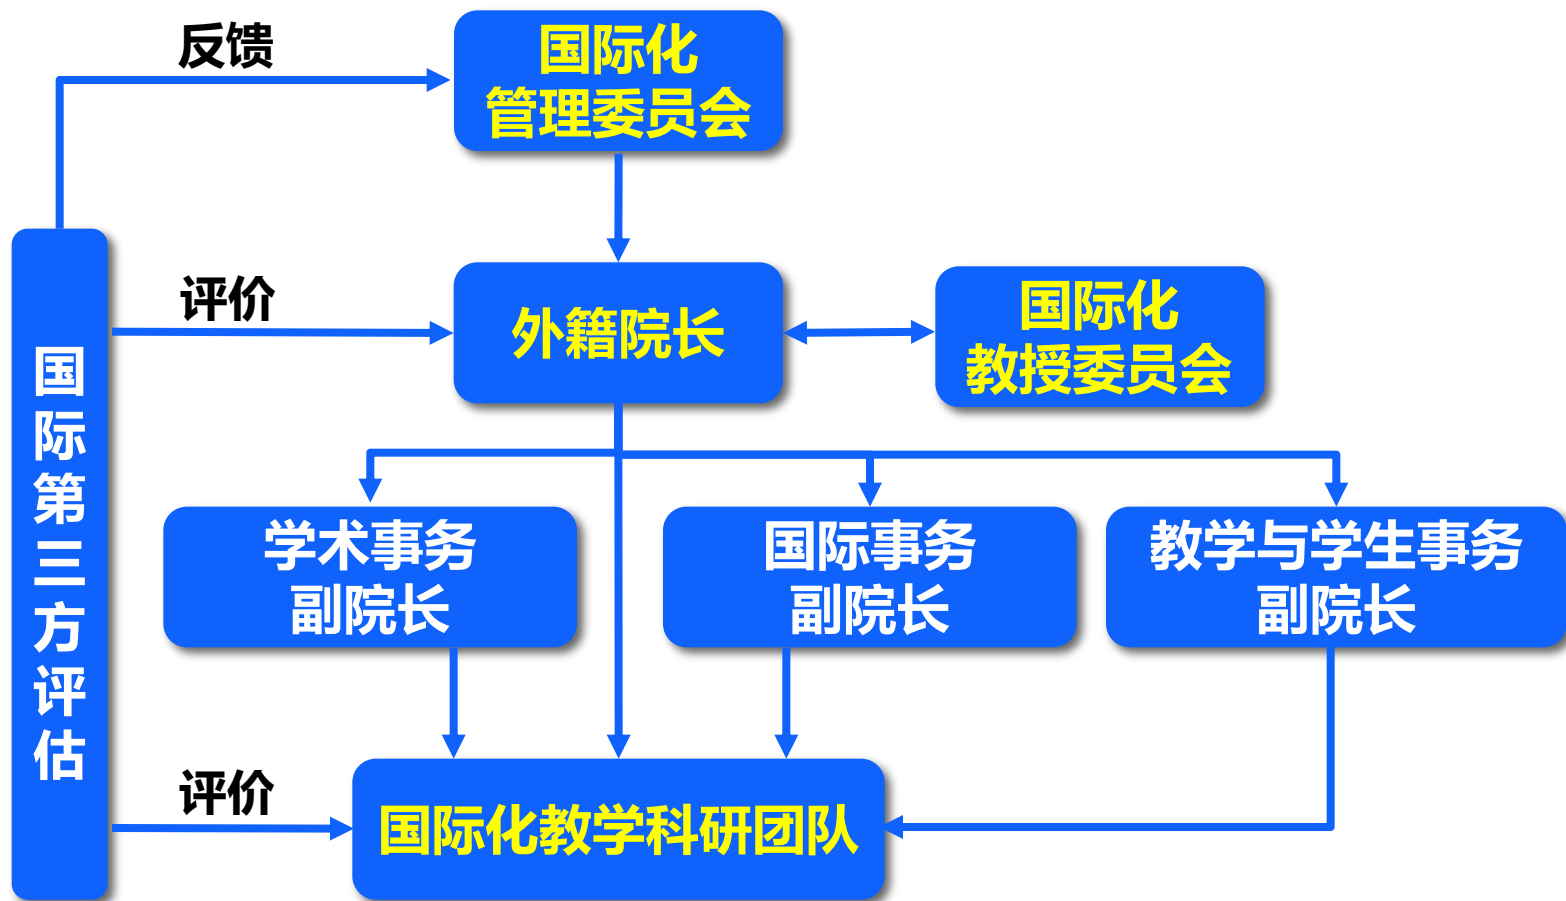 反馈
国际化
管理委员会
评价
外籍院长
国际化
教授委员会
国际第三方评估
学术事务
副院长
国际事务
副院长
教学与学生事务
副院长
评价
国际化教学科研团队